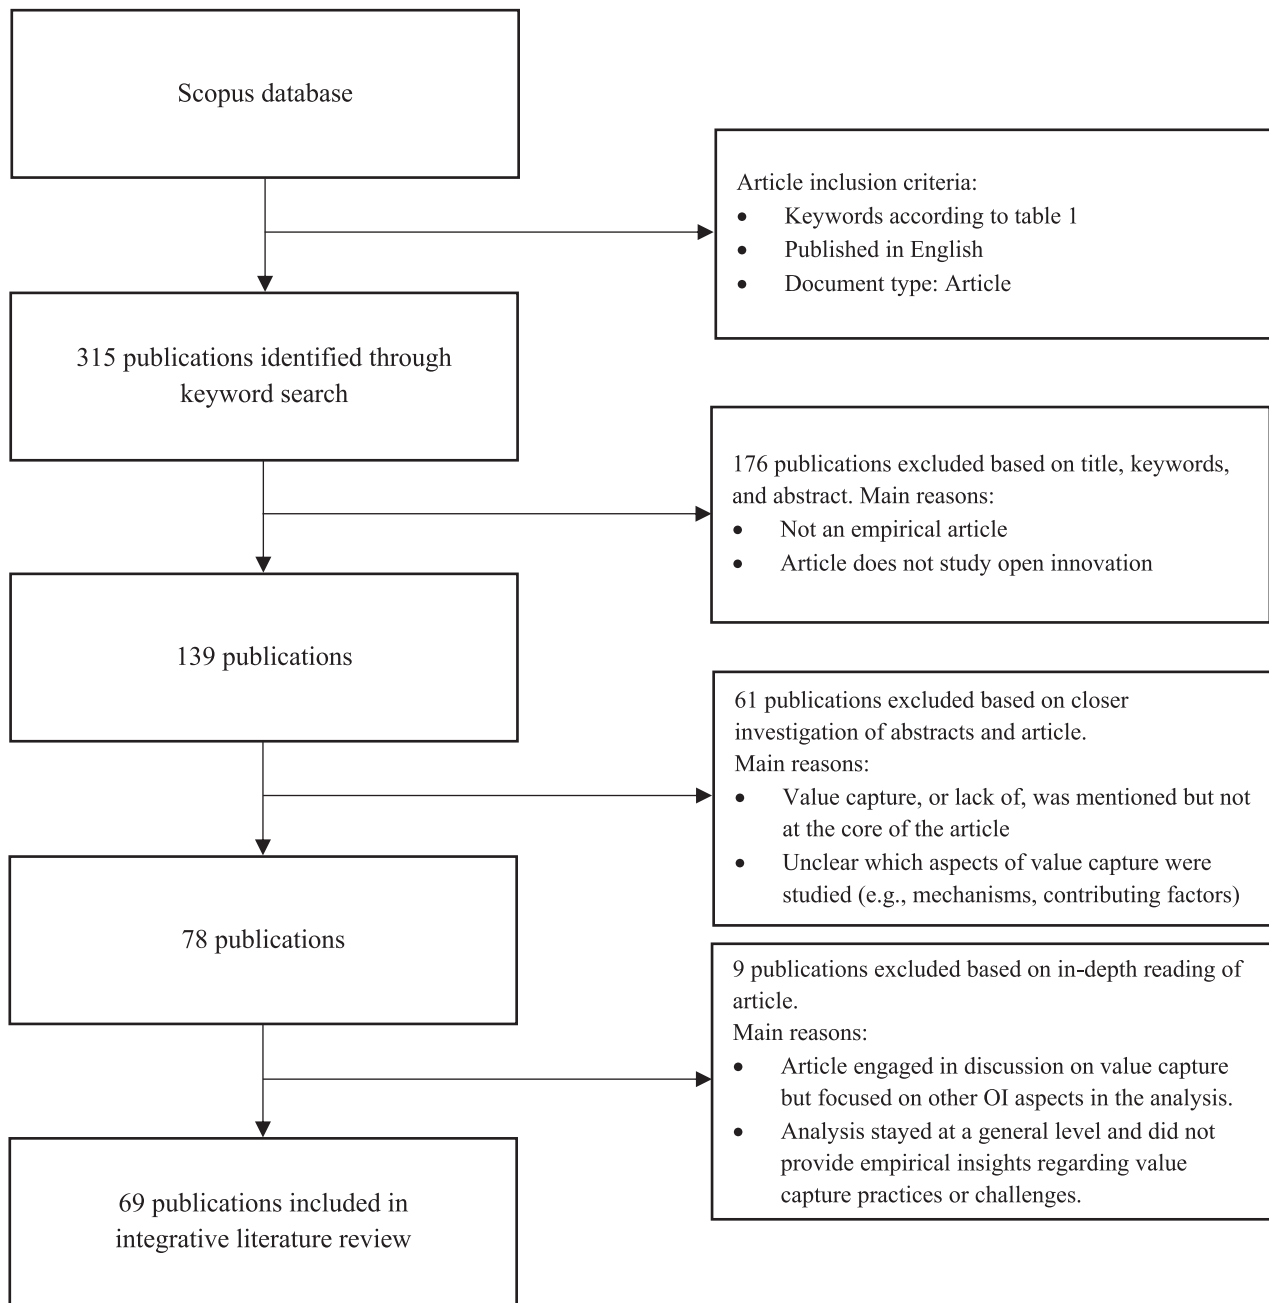 Scopus database
Article inclusion criteria:
• Keywords according to table 1
• Published in English
• Document type: Article
315 publications identified through
keyword search
176 publications excluded based on title, keywords,
and abstract. Main reasons:
• Not an empirical article
• Article does not study open innovation
139 publications
61 publications excluded based on closer
investigation of abstracts and article.
Main reasons:
• Value capture, or lack of, was mentioned but not
at the core of the article
• Unclear which aspects of value capture were
studied (e.g., mechanisms, contributing factors)
78 publications
9 publications excluded based on in-depth reading of
article.
Main reasons:
• Article engaged in discussion on value capture
but focused on other OI aspects in the analysis.
• Analysis stayed at a general level and did not
provide empirical insights regarding value
capture practices or challenges.
69 publications included in
integrative literature review